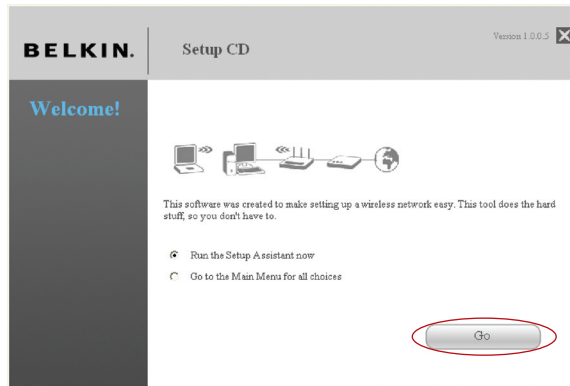 BELKIN.
Setup CD
Version 1.0.0.5
Welcome!
This software was created to make setting up a wireless network easy. This tool does the hard
stuff, so you don't have to.
Run the Setup Assistant now
Go to the Main Menu for all choices
Go